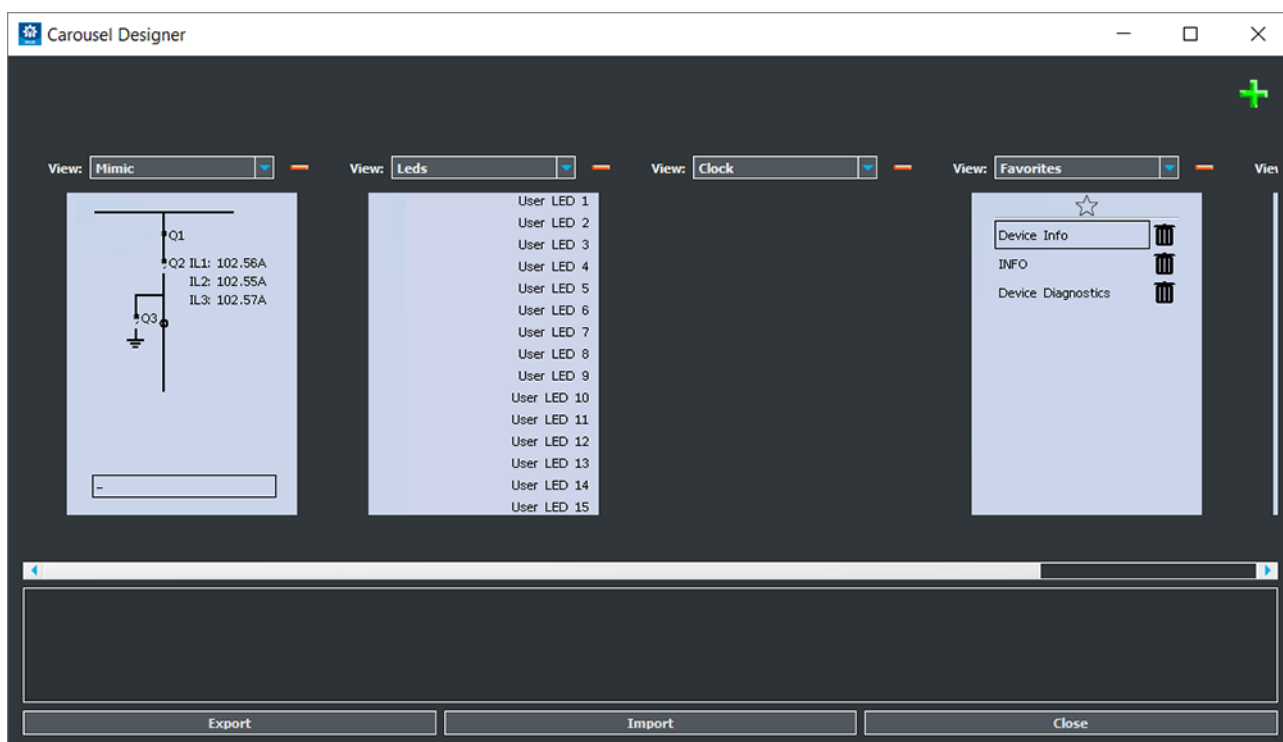 Carousel Designer
View: Mimic
View: Leds
View: Clock
View: Favorites
Q1
Q2 IL1: 102.56A
IL2: 102.55A
IL3: 102.57A
Q3
User LED 1
User LED 2
User LED 3
User LED 4
User LED 5
User LED 6
User LED 7
User LED 8
User LED 9
User LED 10
User LED 11
User LED 12
User LED 13
User LED 14
User LED 15
Device Info
INFO
Device Diagnostics
Export
Import
Close